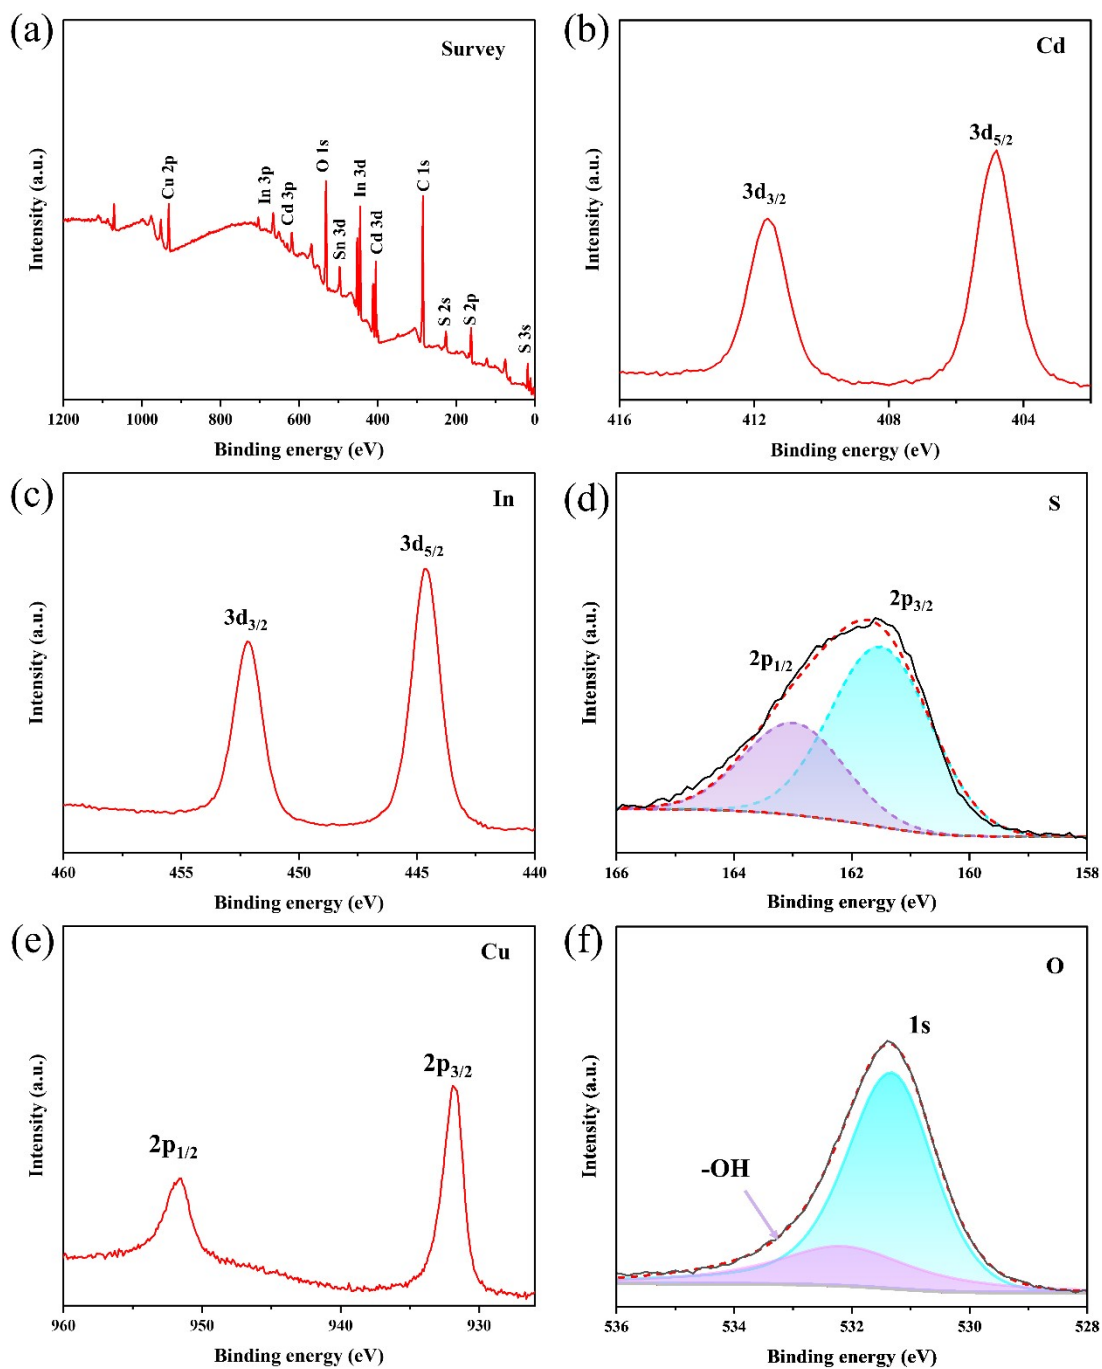 (a)
Survey
Intensity (a.u.)
Cu 2p
In 3p
Cd 3p
O 1s
Sn 3d
In 3d
Cd 3d
C 1s
S 2s
S 2p
S 3s
1200 1000 800 600 400 200 0
Binding energy (eV)
(b)
Cd
Intensity (a.u.)
3d3/2
3d5/2
416 412 408 404
Binding energy (eV)
(c)
In
Intensity (a.u.)
3d3/2
3d5/2
460 455 450 445 440
Binding energy (eV)
(d)
S
Intensity (a.u.)
2p1/2
2p3/2
166 164 162 160 158
Binding energy (eV)
(e)
Cu
Intensity (a.u.)
2p1/2
2p3/2
960 950 940 930
Binding energy (eV)
(f)
O
Intensity (a.u.)
1s
-OH
536 534 532 530 528
Binding energy (eV)